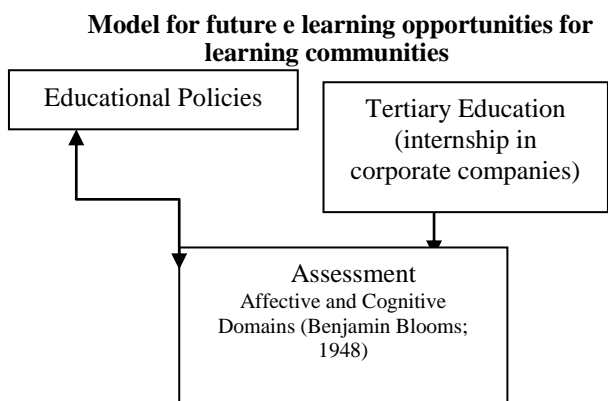 Model for future e learning opportunities for
learning communities
Educational Policies
Tertiary Education
(internship in
corporate companies)
Assessment
Affective and Cognitive
Domains (Benjamin Blooms;
1948)